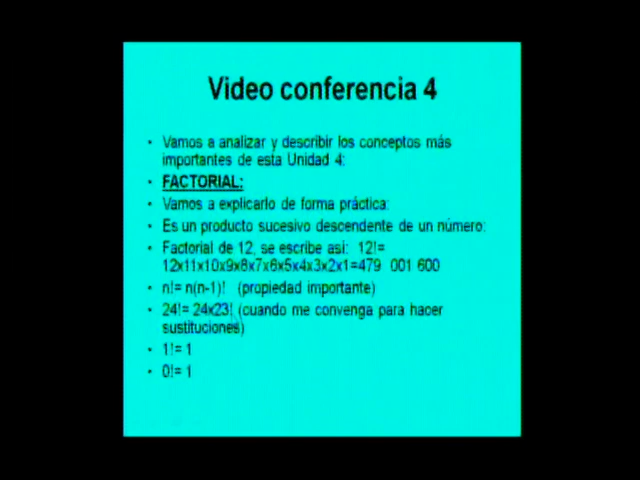 Video conferencia 4
• Vamos a analizar y describir los conceptos más
importantes de esta Unidad 4:
• FACTORIAL:
• Vamos a explicarlo de forma práctica:
• Es un producto sucesivo descendente de un número:
• Factorial de 12, se escribe asi: 12!=
12x11x10x9x8x7x6x5x4x3x2x1=479 001 600
• n!= n(n-1)! (propiedad importante)
• 24!= 24x23! (cuando me convenga para hacer
sustituciones)
• 1!= 1
• 0!= 1